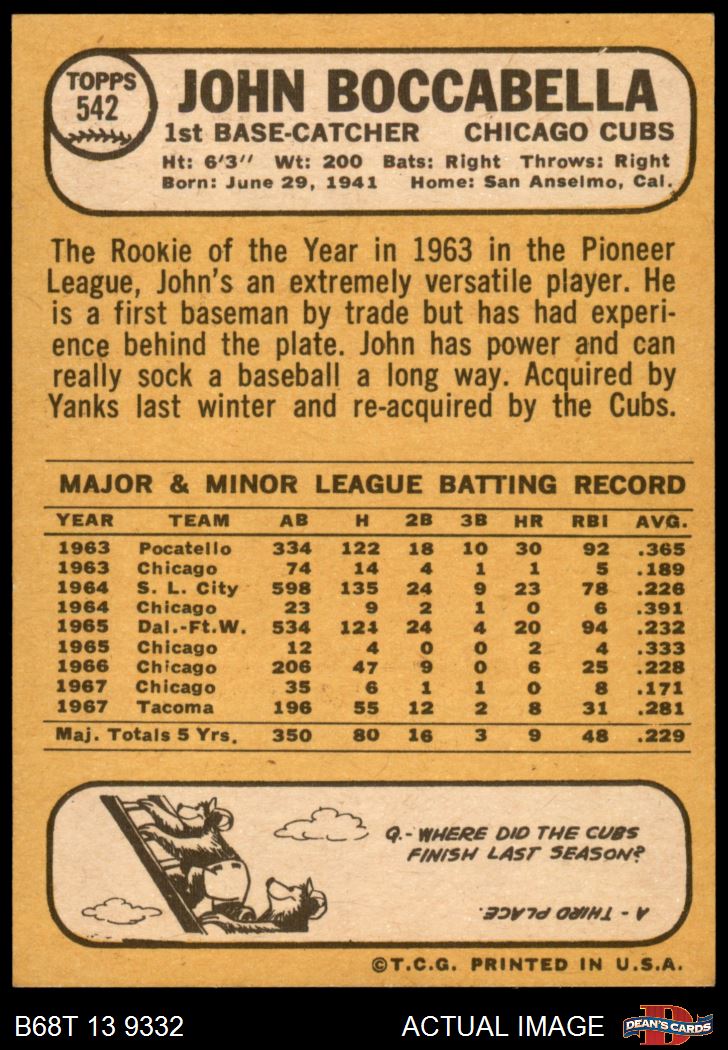 TOPPS
542
JOHN BOCCABELLA
1st BASE-CATCHER CHICAGO CUBS
Ht: 6'3" Wt: 200 Bats: Right Throws: Right
Born: June 29, 1941 Home: San Anselmo, Cal.
The Rookie of the Year in 1963 in the Pioneer
League, John's an extremely versatile player. He
is a first baseman by trade but has had experi-
ence behind the plate. John has power and can
really sock a baseball a long way. Acquired by
Yanks last winter and re-acquired by the Cubs.
MAJOR & MINOR LEAGUE BATTING RECORD
YEAR TEAM AB H 2B 3B HR RBI AVG.
1963 Pocatello 334 122 18 10 30 92 .365
1963 Chicago 74 14 4 1 1 5 .189
1964 S. L. City 598 135 24 9 23 78 .226
1964 Chicago 23 9 2 1 0 6 .391
1965 Dal.-Ft.W. 534 124 24 4 20 94 .232
1965 Chicago 12 4 0 0 2 4 .333
1966 Chicago 206 47 9 0 6 25 .228
1967 Chicago 35 6 1 1 0 8 .171
1967 Tacoma 196 55 12 2 8 31 .281
Maj. Totals 5 Yrs. 350 80 16 3 9 48 .229
Q.- WHERE DID THE CUBS
FINISH LAST SEASON?
A - THIRD PLACE.
©T.C.G. PRINTED IN U.S.A.
B68T 13 9332 ACTUAL IMAGE
D
DEAN'S CARDS